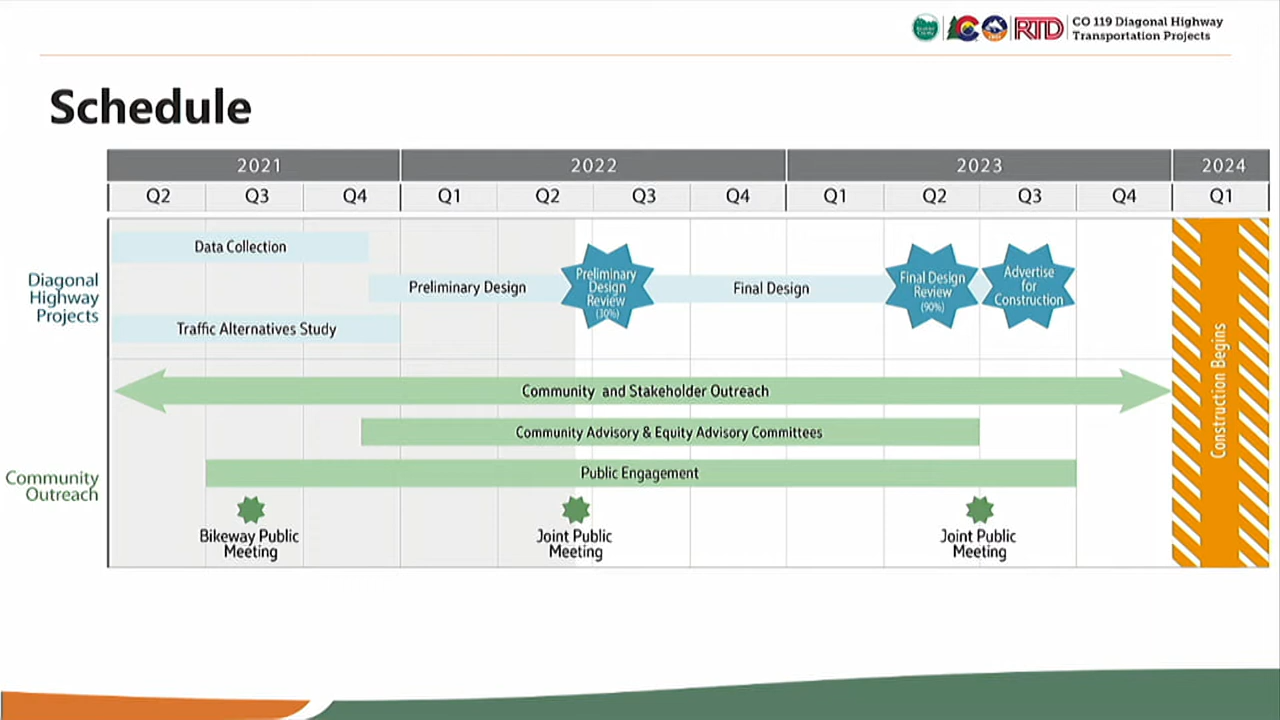 RTD
CO 119 Diagonal Highway
Transportation Projects
Schedule
2021 2022 2023 2024
Q2 Q3 Q4 Q1 Q2 Q3 Q4 Q1 Q2 Q3 Q4 Q1
Diagonal
Highway
Projects
Data Collection
Preliminary Design
Preliminary
Design
Review
(30%)
Final Design
Final Design
Review
(90%)
Advertise
for
Construction
Traffic Alternatives Study
Community
Outreach
Community and Stakeholder Outreach
Community Advisory & Equity Advisory Committees
Public Engagement
Bikeway Public
Meeting
Joint Public
Meeting
Joint Public
Meeting
Construction Begins